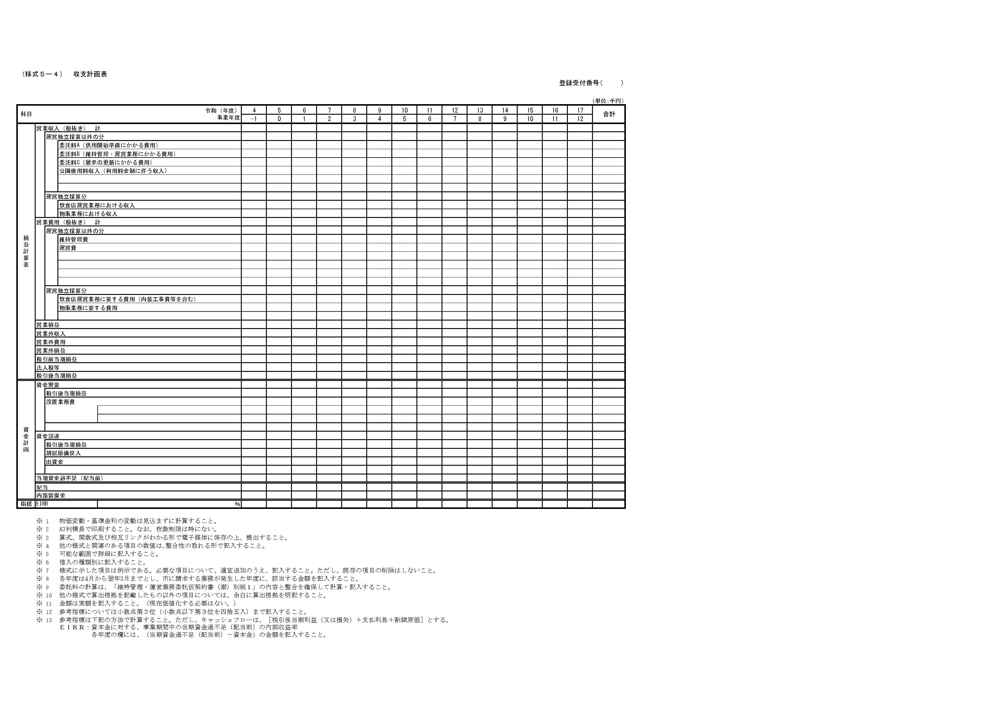 （様式５－４）　収支計画表
登録受付番号（　　　）
（単位：千円）
科目　令和（年度）　4　5　6　7　8　9　10　11　12　13　14　15　16　17　合計
事業年度　-1　0　1　2　3　4　5　6　7　8　9　10　11　12
損益計算表
営業収入（税抜き）　計
運営独立採算以外の分
委託料A（供用開始準備にかかる費用）
委託料B（維持管理・運営業務にかかる費用）
委託料C（展示の更新にかかる費用）
公園使用料収入（利用料金制に伴う収入）
運営独立採算分
飲食店運営業務における収入
物販業務における収入
営業費用（税抜き）　計
運営独立採算以外の分
維持管理費
運営費
運営独立採算分
飲食店運営業務に要する費用（内装工事費等を含む）
物販業務に要する費用
営業損益
営業外収入
営業外費用
営業外損益
税引前当期損益
法人税等
税引後当期損益
資金計画
資金需要
税引後当期損益
設置業務費
資金調達
税引後当期損益
割賦原価戻入
出資金
当期資金過不足（配当前）
配当
内部留保金
指標　EIRR　%
※ 1　物価変動・基準金利の変動は見込まずに計算すること。
※ 2　A3判横長で印刷すること。なお、枚数制限は特にない。
※ 3　算式、関数式及び相互リンクがわかる形で電子媒体に保存の上、提出すること。
※ 4　他の様式と関連のある項目の数値は、整合性の取れる形で記入すること。
※ 5　可能な範囲で詳細に記入すること。
※ 6　借入の種類別に記入すること。
※ 7　様式に示した項目は例示である。必要な項目について、適宜追加のうえ、記入すること。ただし、既存の項目の削除はしないこと。
※ 8　各年度は4月から翌年3月までとし、市に請求する業務が発生した年度に、該当する金額を記入すること。
※ 9　委託料の計算は、「維持管理・運営業務委託仮契約書（案）別紙１」の内容と整合を確保して計算・記入すること。
※ 10　他の様式で算出根拠を記載したもの以外の項目については、余白に算出根拠を明記すること。
※ 11　金額は実額を記入すること。（現在価値化する必要はない。）
※ 12　参考指標については小数点第２位（小数点以下第３位を四捨五入）まで記入すること。
※ 13　参考指標は下記の方法で計算すること。ただし、キャッシュフローは、［税引後当期利益（又は損失）＋支払利息＋割賦原価］とする。
ＥＩＲＲ：資本金に対する、事業期間中の当期資金過不足（配当前）の内部収益率
各年度の欄には、（当期資金過不足（配当前）－資本金）の金額を記入すること。